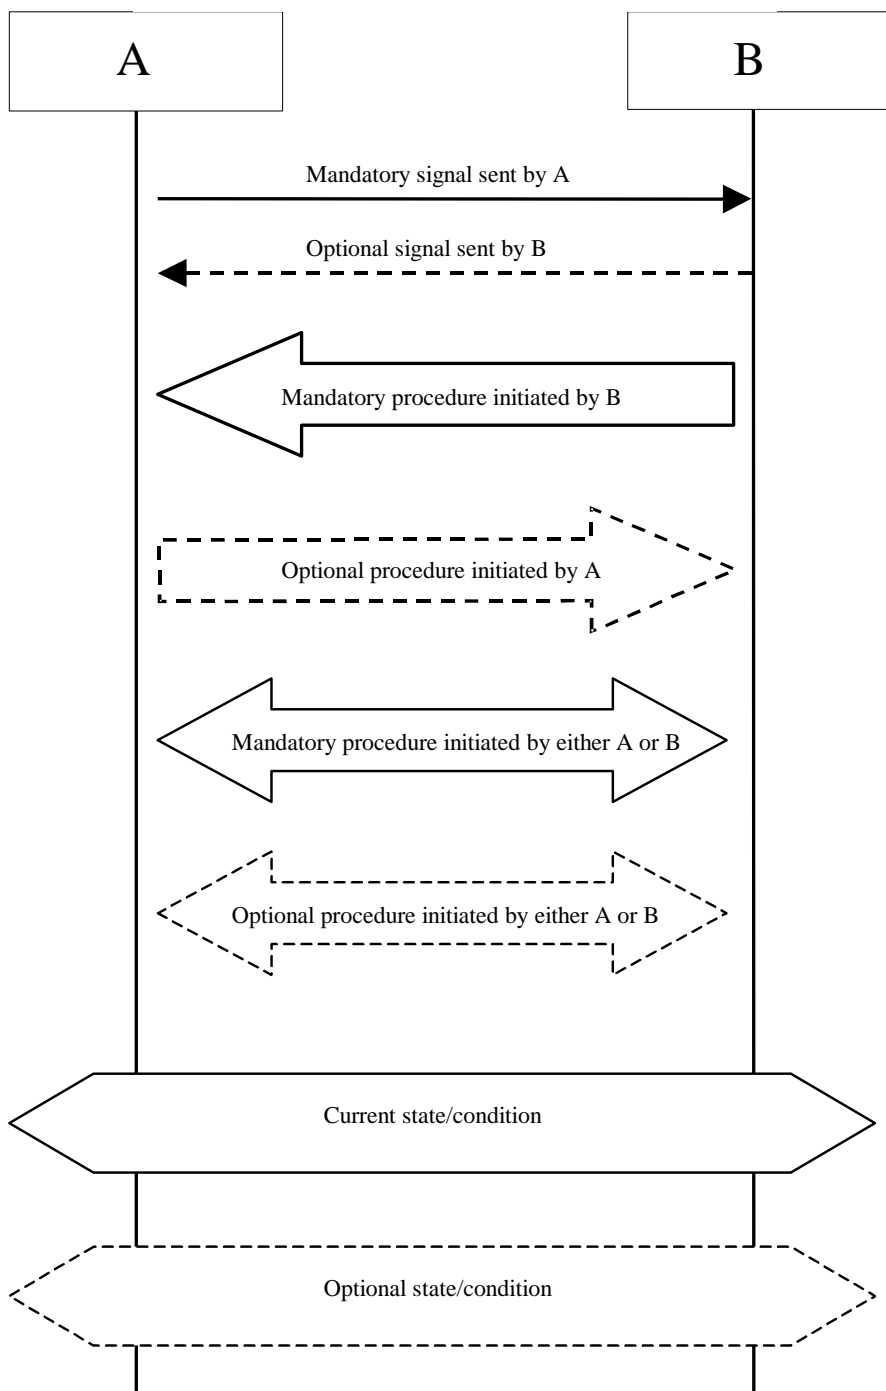 A
B
Mandatory signal sent by A
Optional signal sent by B
Mandatory procedure initiated by B
Optional procedure initiated by A
Mandatory procedure initiated by either A or B
Optional procedure initiated by either A or B
Current state/condition
Optional state/condition